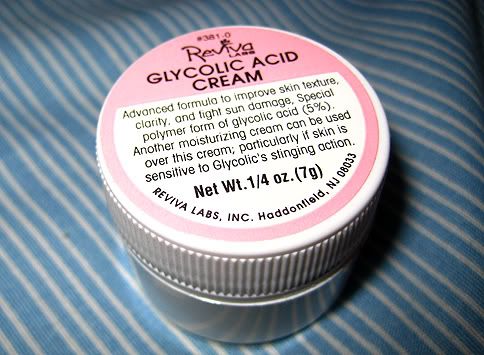 #381-0
Reviva
LABS
GLYCOLIC ACID
CREAM
Advanced formula to improve skin texture,
clarity, and fight sun damage, Special
polymer form of glycolic acid (5%).
Another moisturizing cream can be used
over this cream; particularly if skin is
sensitive to Glycolic's stinging action.
Net Wt.1/4 oz.(7g)
REVIVA LABS, INC. Haddonfield, NJ 08033